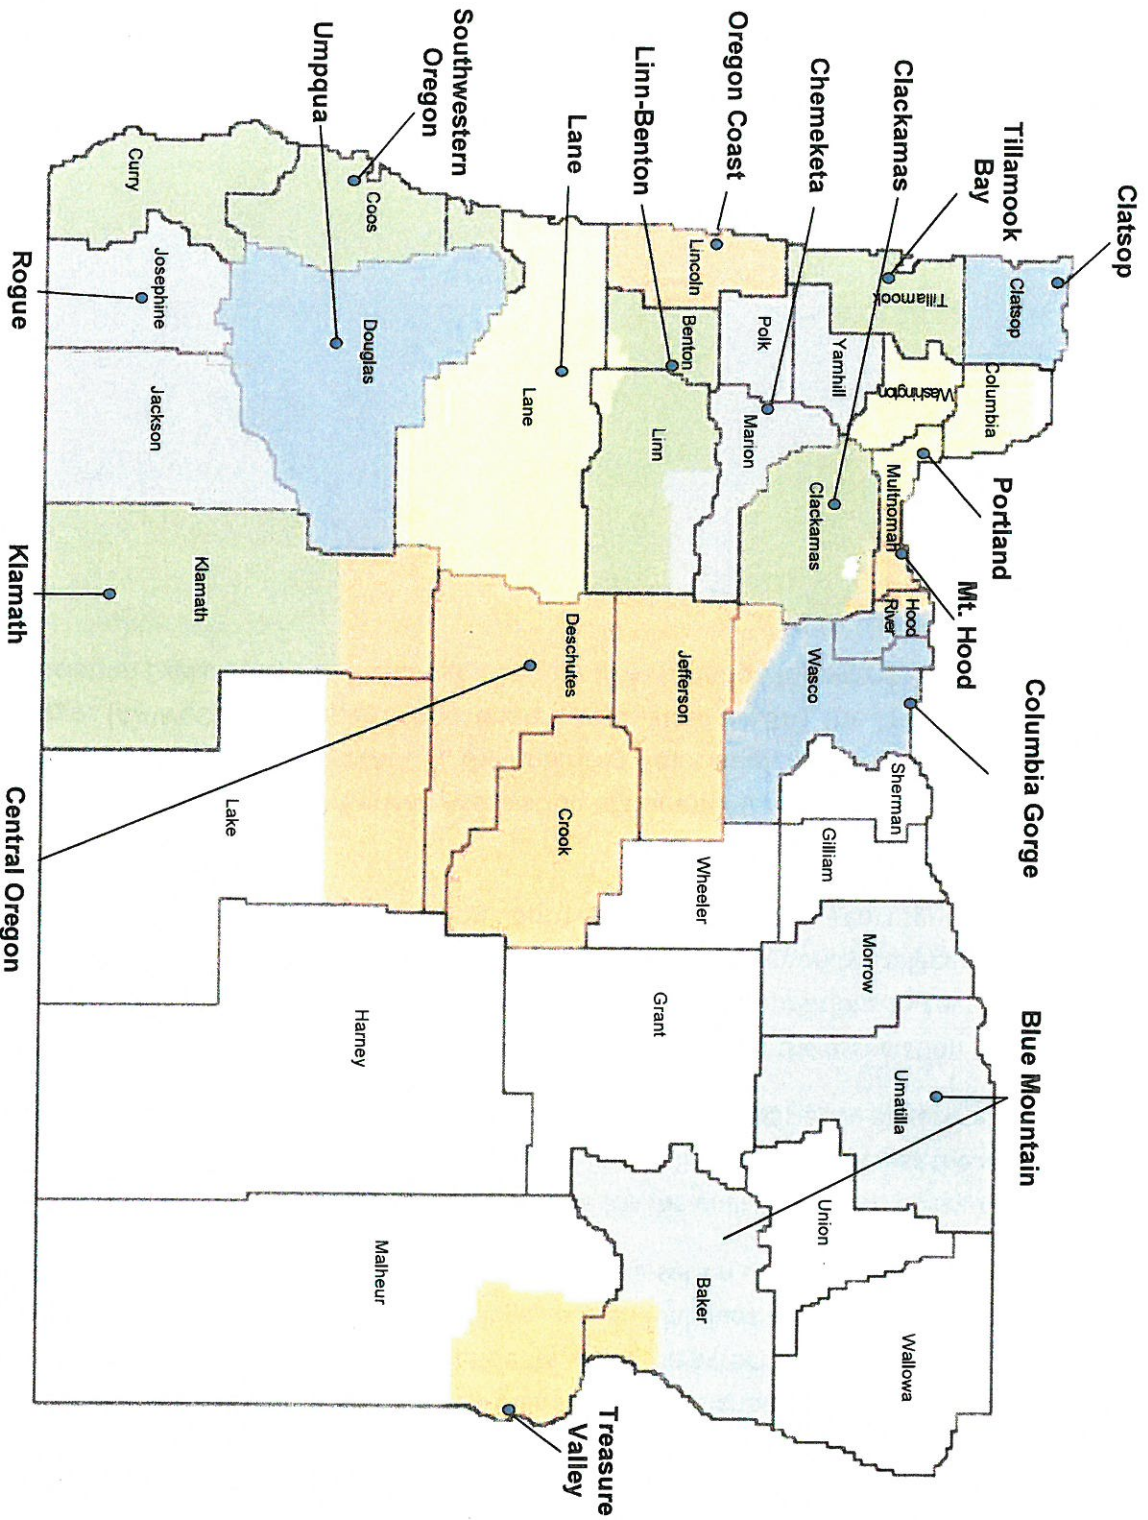 Clatsop
Tillamook
Bay
Clackamas
Chemeketa
Oregon Coast
Linn-Benton
Lane
Southwestern
Oregon
Umpqua
Rogue
Klamath
Central Oregon
Portland
Mt. Hood
Columbia Gorge
Blue Mountain
Treasure
Valley
Clatsop
Columbia
Tillamook
Washington
Multnomah
Hood
River
Yamhill
Clackamas
Polk
Marion
Lincoln
Benton
Linn
Lane
Douglas
Coos
Curry
Josephine
Jackson
Klamath
Lake
Deschutes
Crook
Jefferson
Wasco
Sherman
Gilliam
Wheeler
Morrow
Umatilla
Union
Wallowa
Grant
Baker
Harney
Malheur